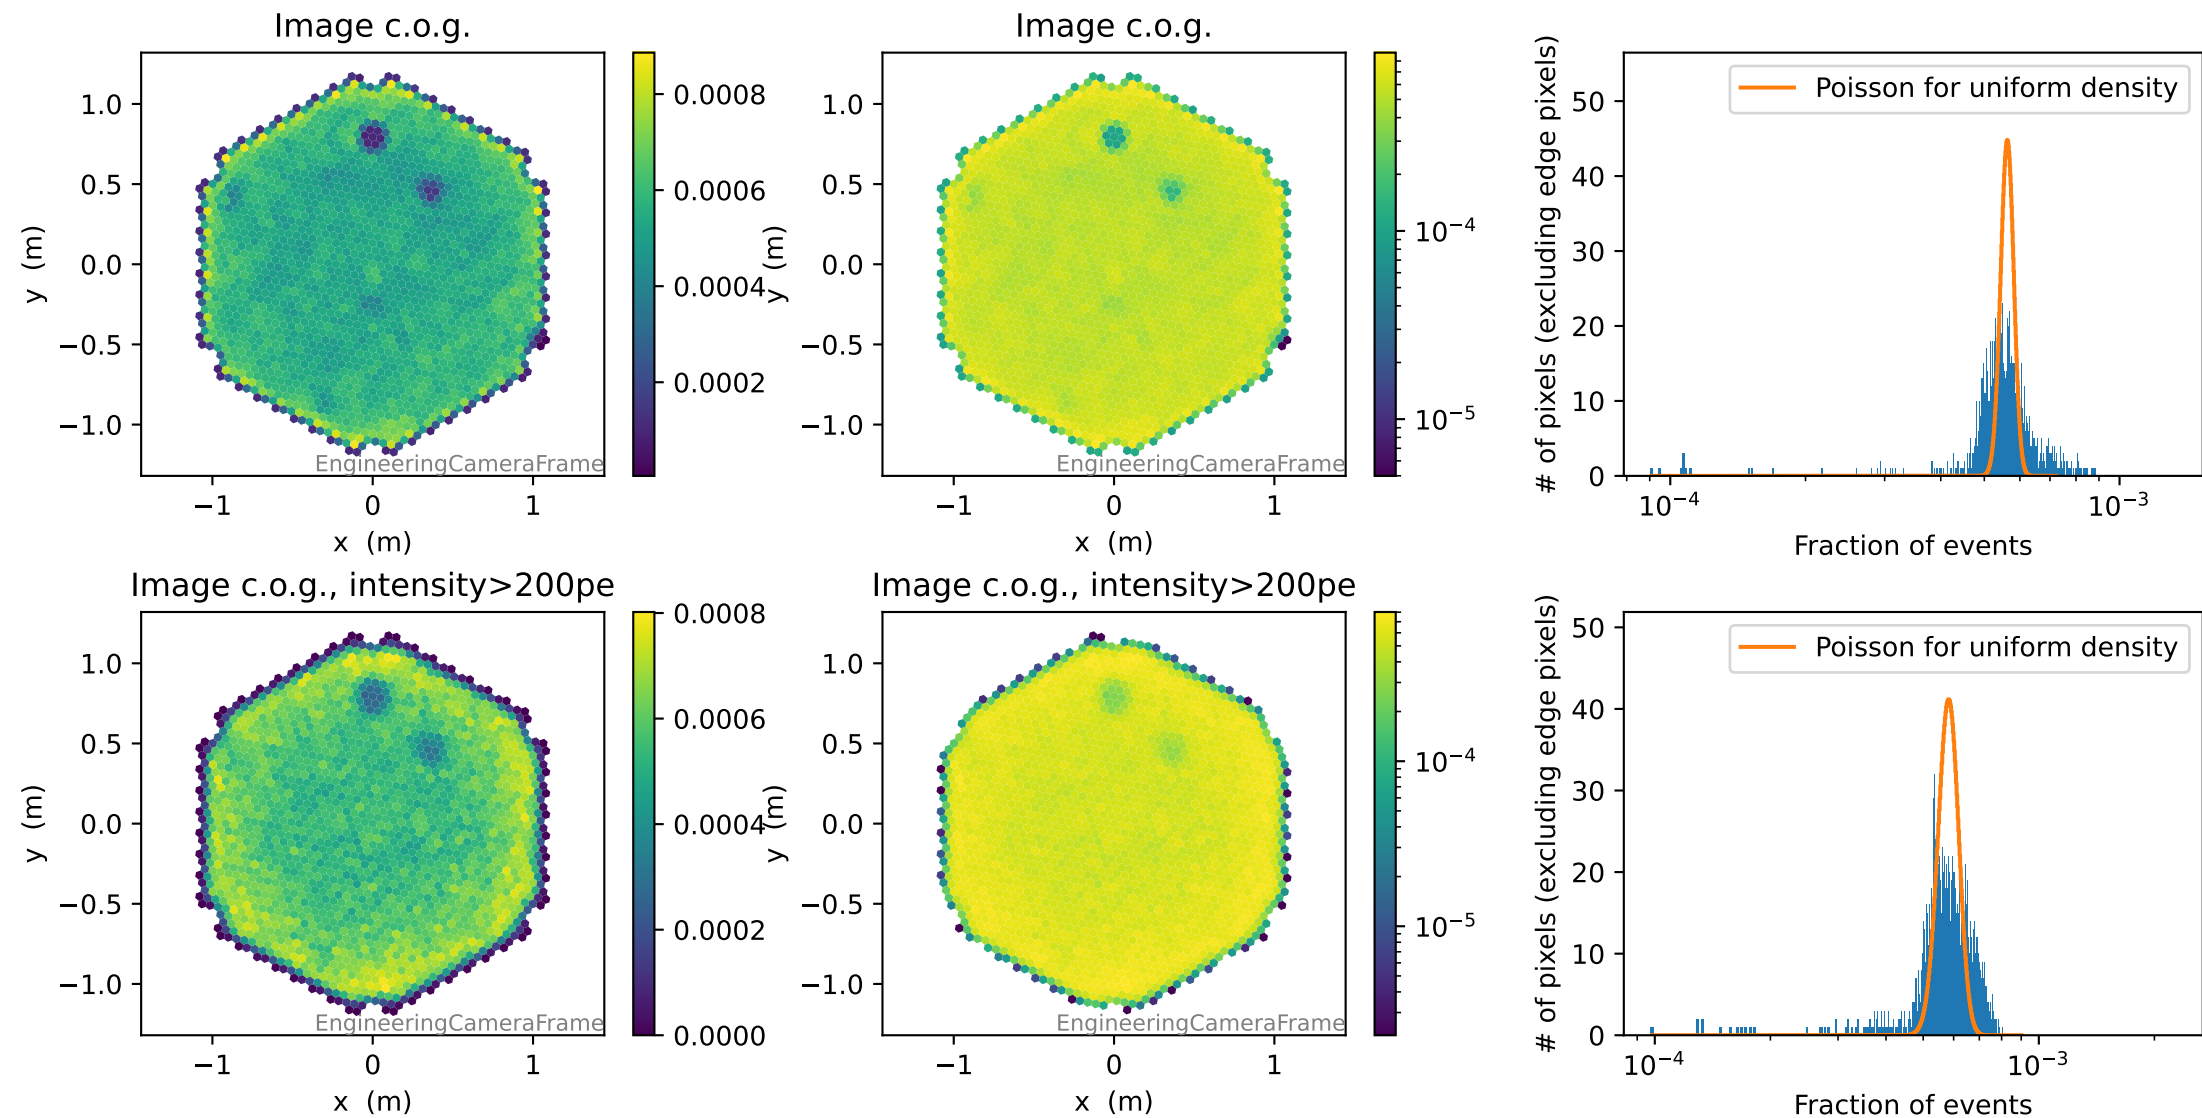 Image c.o.g.
1.0
0.5
0.0
−0.5
−1.0
y (m)
−1
0
1
x (m)
EngineeringCameraFrame
0.0008
0.0006
0.0004
0.0002
Image c.o.g.
1.0
0.5
0.0
−0.5
−1.0
y (m)
−1
0
1
x (m)
EngineeringCameraFrame
10⁻⁴
10⁻⁵
# of pixels (excluding edge pixels)
50
40
30
20
10
0
Poisson for uniform density
10⁻⁴
10⁻³
Fraction of events
Image c.o.g., intensity>200pe
1.0
0.5
0.0
−0.5
−1.0
y (m)
−1
0
1
x (m)
EngineeringCameraFrame
0.0008
0.0006
0.0004
0.0002
0.0000
Image c.o.g., intensity>200pe
1.0
0.5
0.0
−0.5
−1.0
y (m)
−1
0
1
x (m)
EngineeringCameraFrame
10⁻⁴
10⁻⁵
# of pixels (excluding edge pixels)
50
40
30
20
10
0
Poisson for uniform density
10⁻⁴
10⁻³
Fraction of events